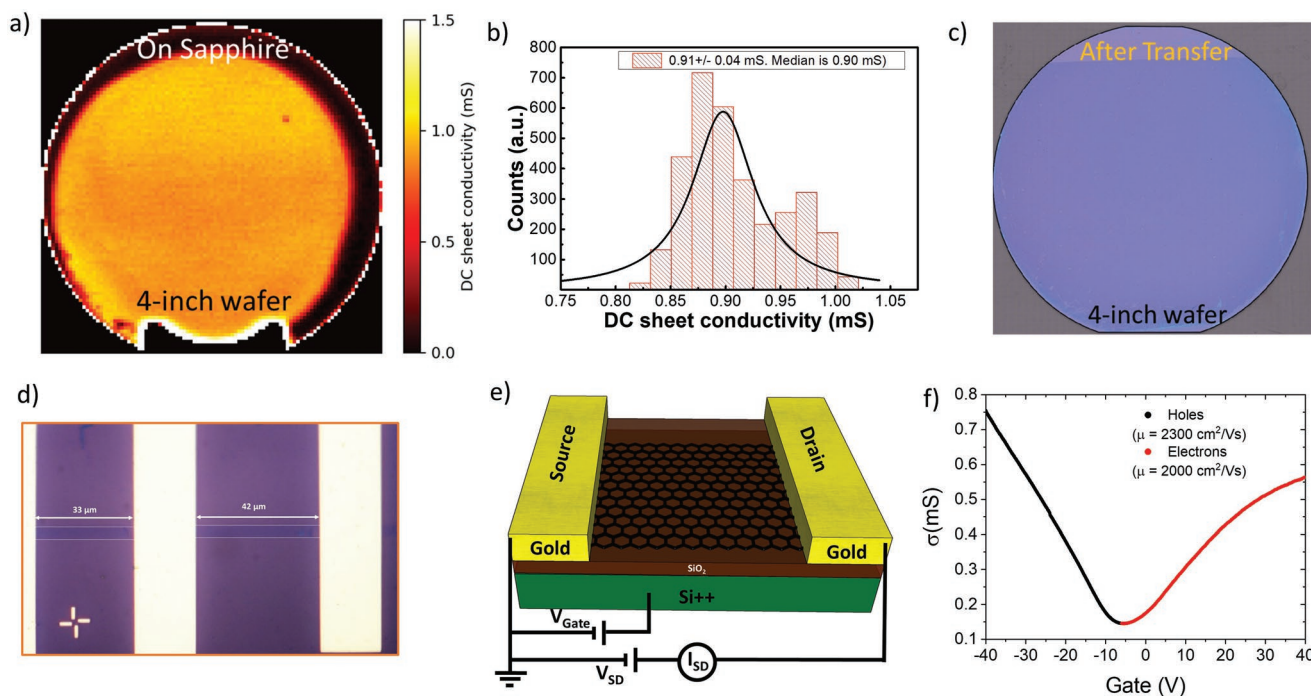 a)
On Sapphire
4-inch wafer
1.5
1.0
0.5
0.0
DC sheet conductivity (mS)
b)
0.91+/- 0.04 mS. Median is 0.90 mS)
800
700
600
500
400
300
200
100
Counts (a.u.)
0.75 0.80 0.85 0.90 0.95 1.00 1.05
DC sheet conductivity (mS)
c)
After Transfer
4-inch wafer
d)
33 µm
42 µm
e)
Source
Drain
Gold
Gold
SiO2
Si++
VGate
VSD
ISD
f)
0.8
0.7
0.6
0.5
0.4
0.3
0.2
0.1
σ(mS)
Holes
(μ = 2300 cm²/Vs)
Electrons
(μ = 2000 cm²/Vs)
-40 -30 -20 -10 0 10 20 30 40
Gate (V)